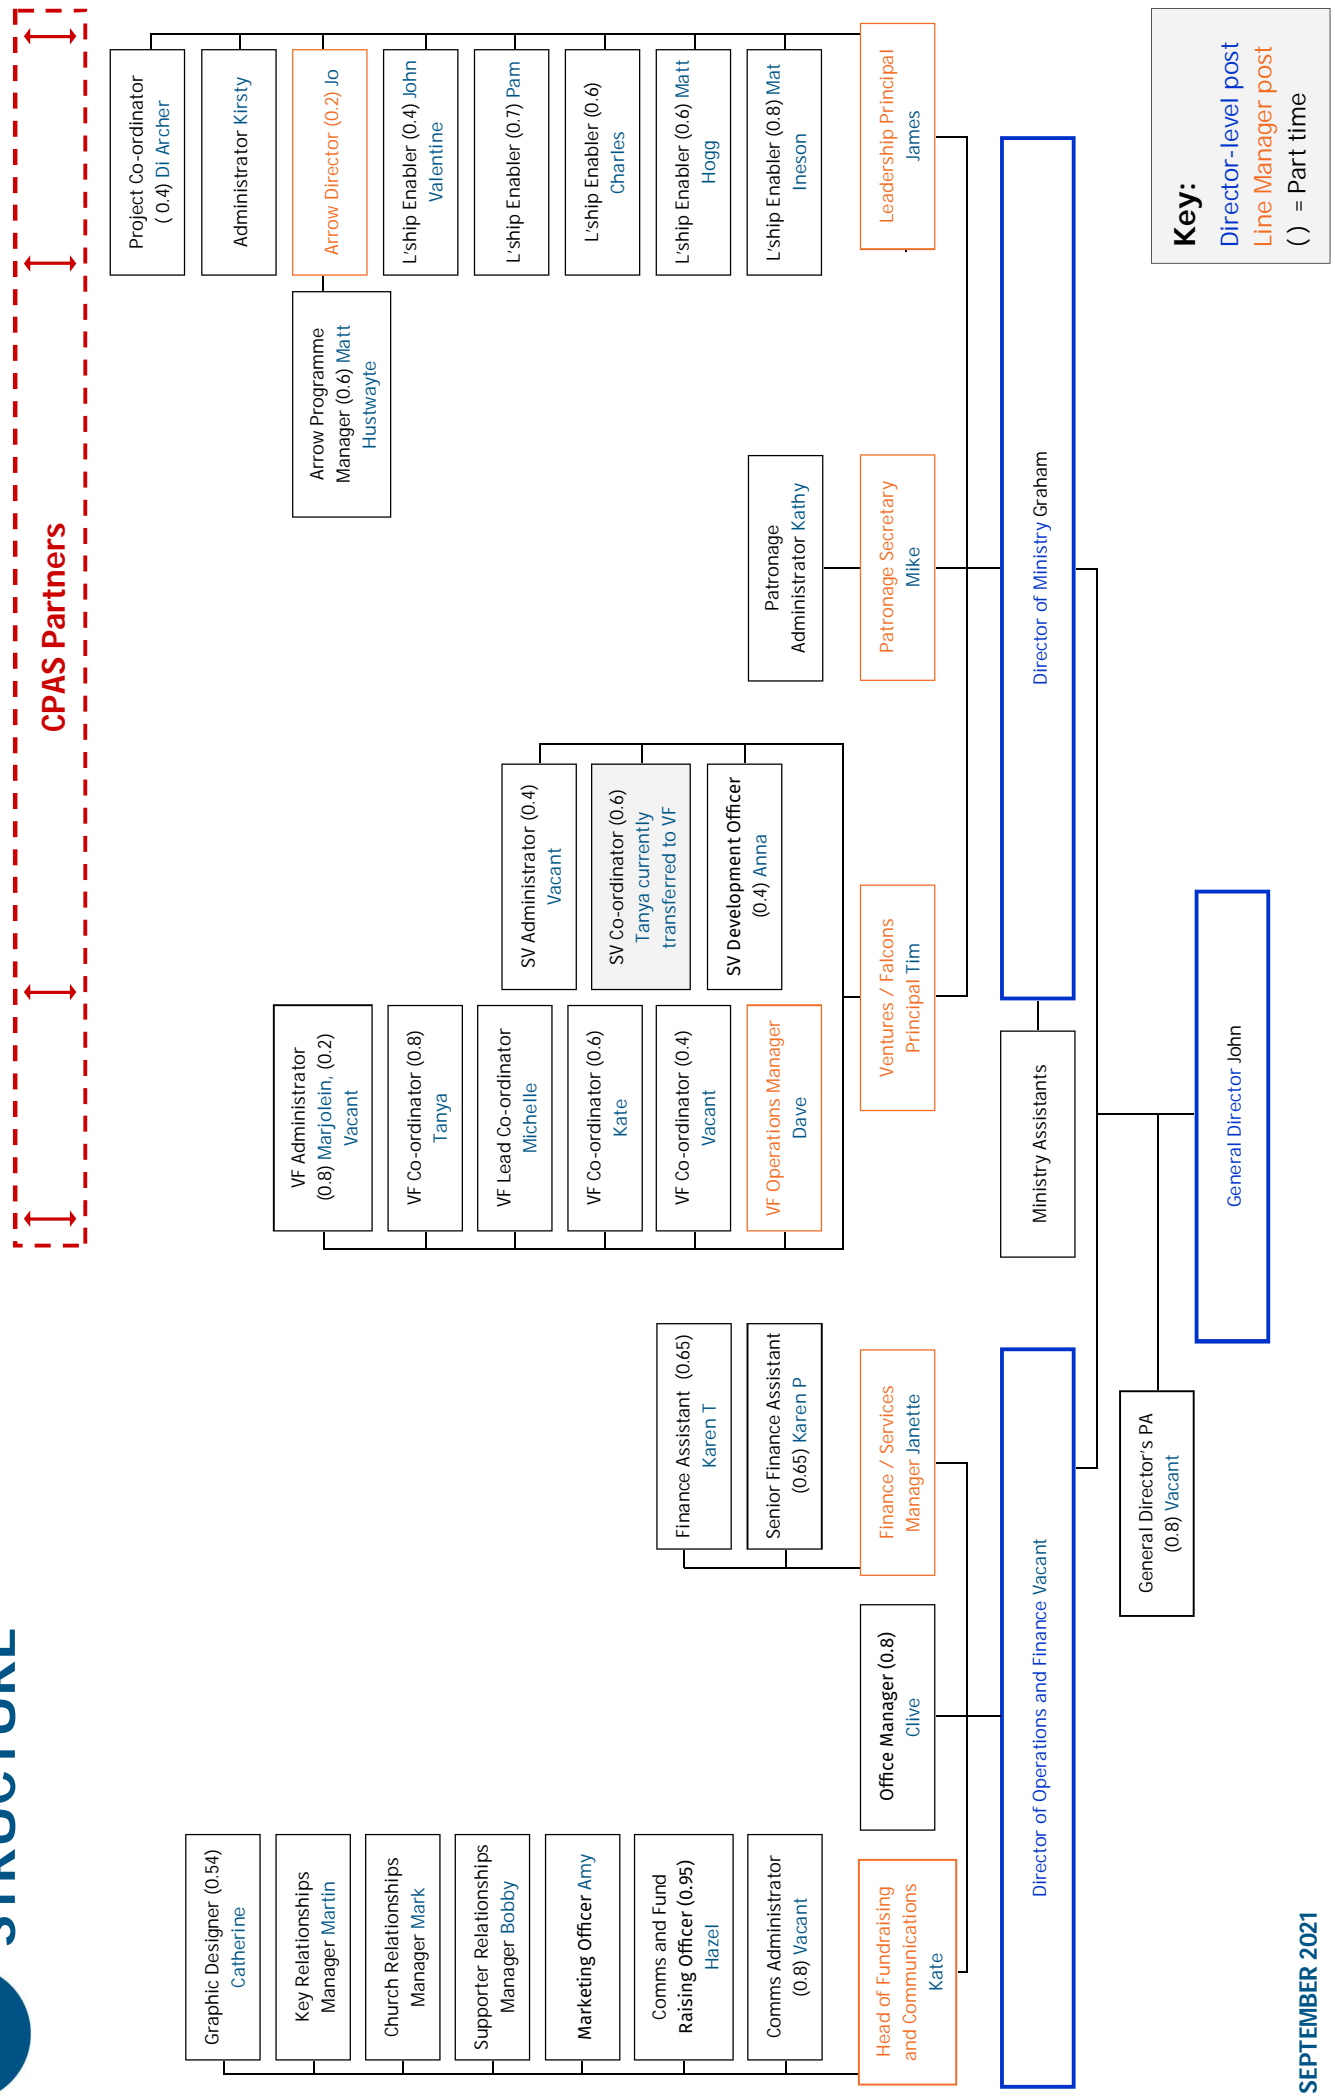 STRUCTURE
CPAS Partners
Graphic Designer (0.54)
Catherine
Key Relationships
Manager Martin
Church Relationships
Manager Mark
Supporter Relationships
Manager Bobby
Marketing Officer Amy
Comms and Fund
Raising Officer (0.95)
Hazel
Comms Administrator
(0.8) Vacant
Head of Fundraising
and Communications
Kate
Office Manager (0.8)
Clive
Finance Assistant (0.65)
Karen T
Senior Finance Assistant
(0.65) Karen P
Finance / Services
Manager Janette
VF Administrator
(0.8) Marjolein, (0.2)
Vacant
VF Co-ordinator (0.8)
Tanya
VF Lead Co-ordinator
Michelle
VF Co-ordinator (0.6)
Kate
VF Co-ordinator (0.4)
Vacant
VF Operations Manager
Dave
SV Administrator (0.4)
Vacant
SV Co-ordinator (0.6)
Tanya currently
transferred to VF
SV Development Officer
(0.4) Anna
Ventures / Falcons
Principal Tim
Patronage
Administrator Kathy
Patronage Secretary
Mike
Arrow Programme
Manager (0.6) Matt
Hustwayte
Project Co-ordinator
( 0.4) Di Archer
Administrator Kirsty
Arrow Director (0.2) Jo
L'ship Enabler (0.4) John
Valentine
L'ship Enabler (0.7) Pam
L'ship Enabler (0.6)
Charles
L'ship Enabler (0.6) Matt
Hogg
L'ship Enabler (0.8) Mat
Ineson
Leadership Principal
James
Director of Operations and Finance Vacant
Ministry Assistants
Director of Ministry Graham
General Director's PA
(0.8) Vacant
General Director John
Key:
Director-level post
Line Manager post
( ) = Part time
SEPTEMBER 2021